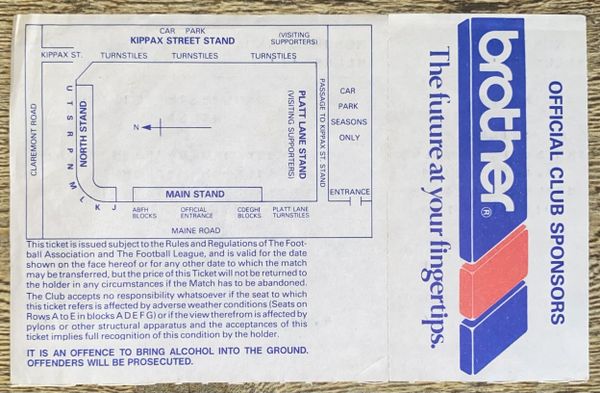 CAR PARK
KIPPAX STREET STAND
(VISITING
SUPPORTERS)
KIPPAX ST.
TURNSTILES
TURNSTILES
TURNSTILES
CLAREMONT ROAD
U T S R P N M L K J
NORTH STAND
N
PLATT LANE STAND
(VISITING SUPPORTERS)
PASSAGE TO KIPPAX ST. STAND
CAR
PARK
SEASONS
ONLY
ENTRANCE
MAIN STAND
ABFH
BLOCKS
OFFICIAL
ENTRANCE
CDEGHI
BLOCKS
PLATT LANE
TURNSTILES
MAINE ROAD
This ticket is issued subject to the Rules and Regulations of The Foot-
ball Association and The Football League, and is valid for the date
shown on the face hereof or for any other date to which the match
may be transferred, but the price of this Ticket will not be returned to
the holder in any circumstances if the Match has to be abandoned.
The Club accepts no responsibility whatsoever if the seat to which
this ticket refers is affected by adverse weather conditions (Seats on
Rows A to E in blocks A D E F G) or if the view therefrom is affected by
pylons or other structural apparatus and the acceptances of this
ticket implies full recognition of this condition by the holder.
IT IS AN OFFENCE TO BRING ALCOHOL INTO THE GROUND.
OFFENDERS WILL BE PROSECUTED.
OFFICIAL CLUB SPONSORS
brother®
The future at your fingertips.